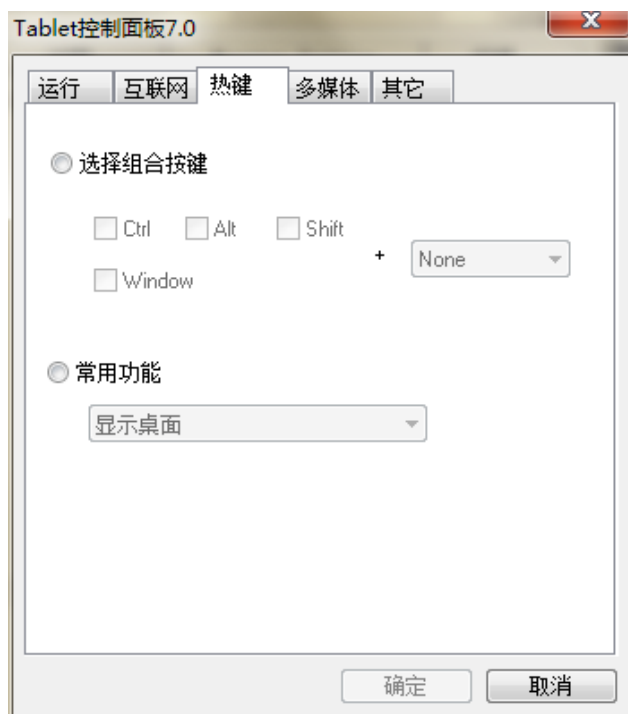 Tablet控制面板7.0
运行 互联网 热键 多媒体 其它
选择组合按键
Ctrl Alt Shift
+ None
Window
常用功能
显示桌面
确定 取消